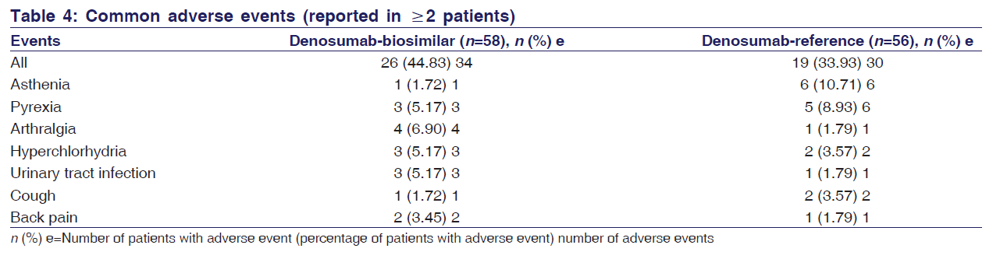 Table 4: Common adverse events (reported in ≥2 patients)
Events Denosumab-biosimilar (n=58), n (%) e Denosumab-reference (n=56), n (%) e
All 26 (44.83) 34 19 (33.93) 30
Asthenia 1 (1.72) 1 6 (10.71) 6
Pyrexia 3 (5.17) 3 5 (8.93) 6
Arthralgia 4 (6.90) 4 1 (1.79) 1
Hyperchlorhydria 3 (5.17) 3 2 (3.57) 2
Urinary tract infection 3 (5.17) 3 1 (1.79) 1
Cough 1 (1.72) 1 2 (3.57) 2
Back pain 2 (3.45) 2 1 (1.79) 1
n (%) e=Number of patients with adverse event (percentage of patients with adverse event) number of adverse events